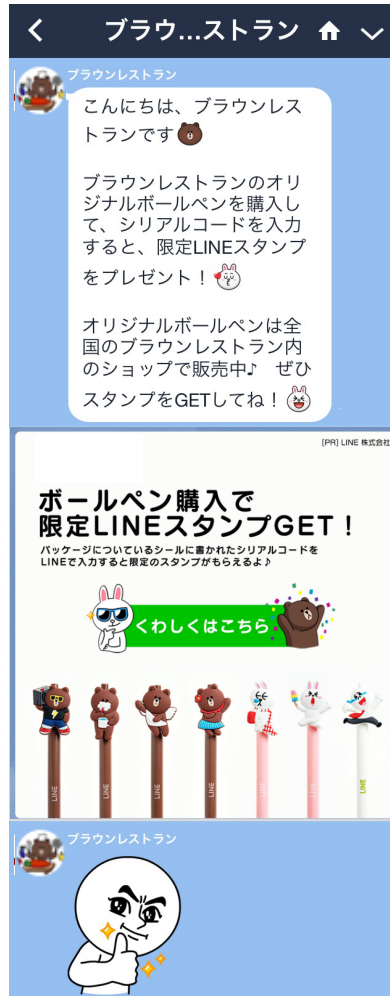 ブラウ...ストラン
ブラウンレストラン
こんにちは、ブラウンレス
トランです
ブラウンレストランのオリ
ジナルボールペンを購入し
て、シリアルコードを入力
すると、限定LINEスタンプ
をプレゼント！
オリジナルボールペンは全
国のブラウンレストラン内
のショップで販売中♪　ぜひ
スタンプをGETしてね！
[PR] LINE 株式会社
ボールペン購入で
限定LINEスタンプGET！
パッケージについているシールに書かれたシリアルコードを
LINEで入力すると限定のスタンプがもらえるよ♪
くわしくはこちら
LINE
LINE
LINE
LINE
LINE
LINE
LINE
ブラウンレストラン